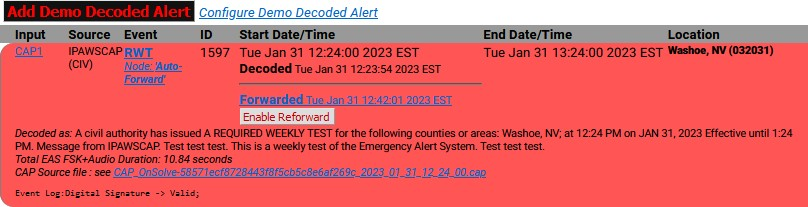 Add Demo Decoded Alert Configure Demo Decoded Alert
Input Source Event ID Start Date/Time End Date/Time Location
CAP1 IPAWSCAP RWT 1597 Tue Jan 31 12:24:00 2023 EST Tue Jan 31 13:24:00 2023 EST Washoe, NV (032031)
(CIV) Node: 'Auto- Decoded Tue Jan 31 12:23:54 2023 EST
Forward'
Forwarded Tue Jan 31 12:42:01 2023 EST
Enable Reforward
Decoded as: A civil authority has issued A REQUIRED WEEKLY TEST for the following counties or areas: Washoe, NV; at 12:24 PM on JAN 31, 2023 Effective until 1:24
PM. Message from IPAWSCAP. Test test test. This is a weekly test of the Emergency Alert System. Test test test.
Total EAS FSK+Audio Duration: 10.84 seconds
CAP Source file : see CAP_OnSolve-58571ecf8728443f8f5cb5c8e6af269c_2023_01_31_12_24_00.cap
Event Log:Digital Signature -> Valid;